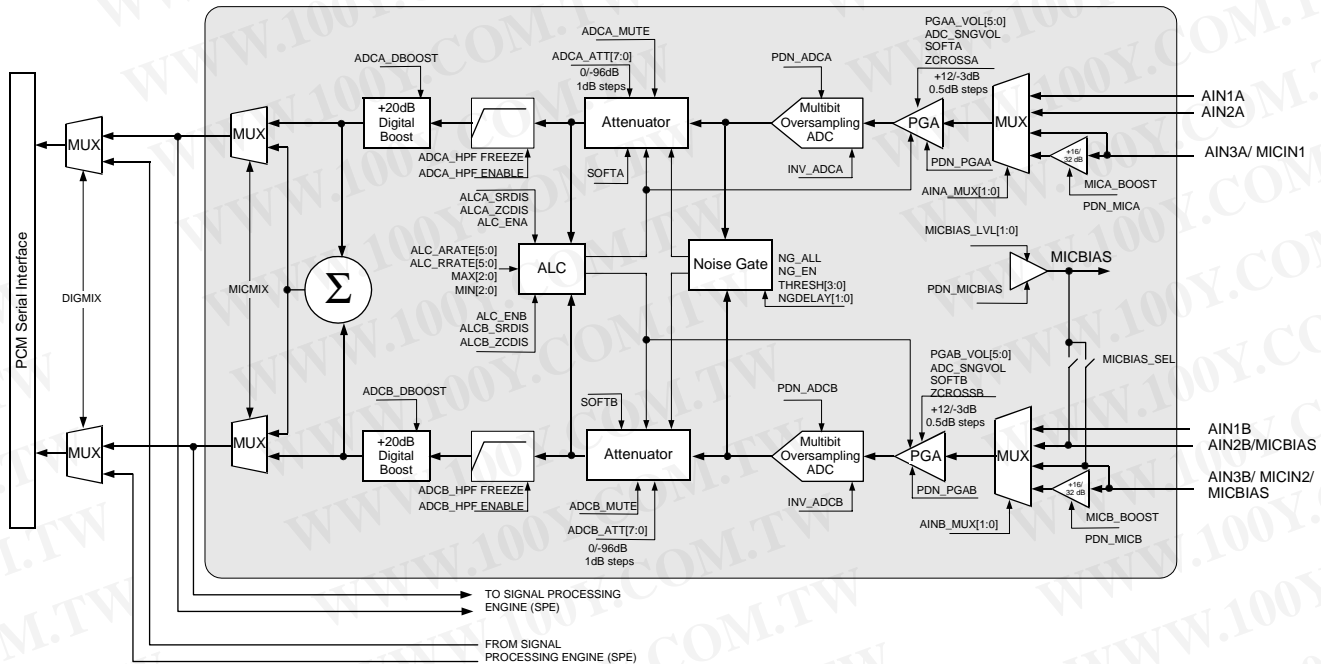 PCM Serial Interface
MUX
MUX
DIGMIX
MUX
MUX
MICMIX
Σ
ADCA_DBOOST
+20dB
Digital
Boost
ADCA_HPF FREEZE
ADCA_HPF ENABLE
ADCA_MUTE
ADCA_ATT[7:0]
0/-96dB
1dB steps
Attenuator
SOFTA
ALCA_SRDIS
ALCA_ZCDIS
ALC_ENA
ALC_ARATE[5:0]
ALC_RRATE[5:0]
MAX[2:0]
MIN[2:0]
ALC
ALC_ENB
ALCB_SRDIS
ALCB_ZCDIS
Noise Gate
NG_ALL
NG_EN
THRESH[3:0]
NGDELAY[1:0]
PDN_ADCA
Multibit
Oversampling
ADC
INV_ADCA
PGAA_VOL[5:0]
ADC_SNGVOL
SOFTA
ZCROSSA
+12/-3dB
0.5dB steps
PGA
PDN_PGAA
MUX
AINA_MUX[1:0]
+16/
32 dB
MICA_BOOST
PDN_MICA
AIN1A
AIN2A
AIN3A/ MICIN1
MICBIAS_LVL[1:0]
MICBIAS
PDN_MICBIAS
MICBIAS_SEL
ADCB_DBOOST
+20dB
Digital
Boost
ADCB_HPF FREEZE
ADCB_HPF ENABLE
SOFTB
Attenuator
ADCB_MUTE
ADCB_ATT[7:0]
0/-96dB
1dB steps
PDN_ADCB
Multibit
Oversampling
ADC
INV_ADCB
PGAB_VOL[5:0]
ADC_SNGVOL
SOFTB
ZCROSSB
+12/-3dB
0.5dB steps
PGA
PDN_PGAB
MUX
AINB_MUX[1:0]
+16/
32 dB
MICB_BOOST
PDN_MICB
AIN1B
AIN2B/MICBIAS
AIN3B/ MICIN2/
MICBIAS
TO SIGNAL PROCESSING
ENGINE (SPE)
FROM SIGNAL
PROCESSING ENGINE (SPE)
WWW.100Y.COM.TW